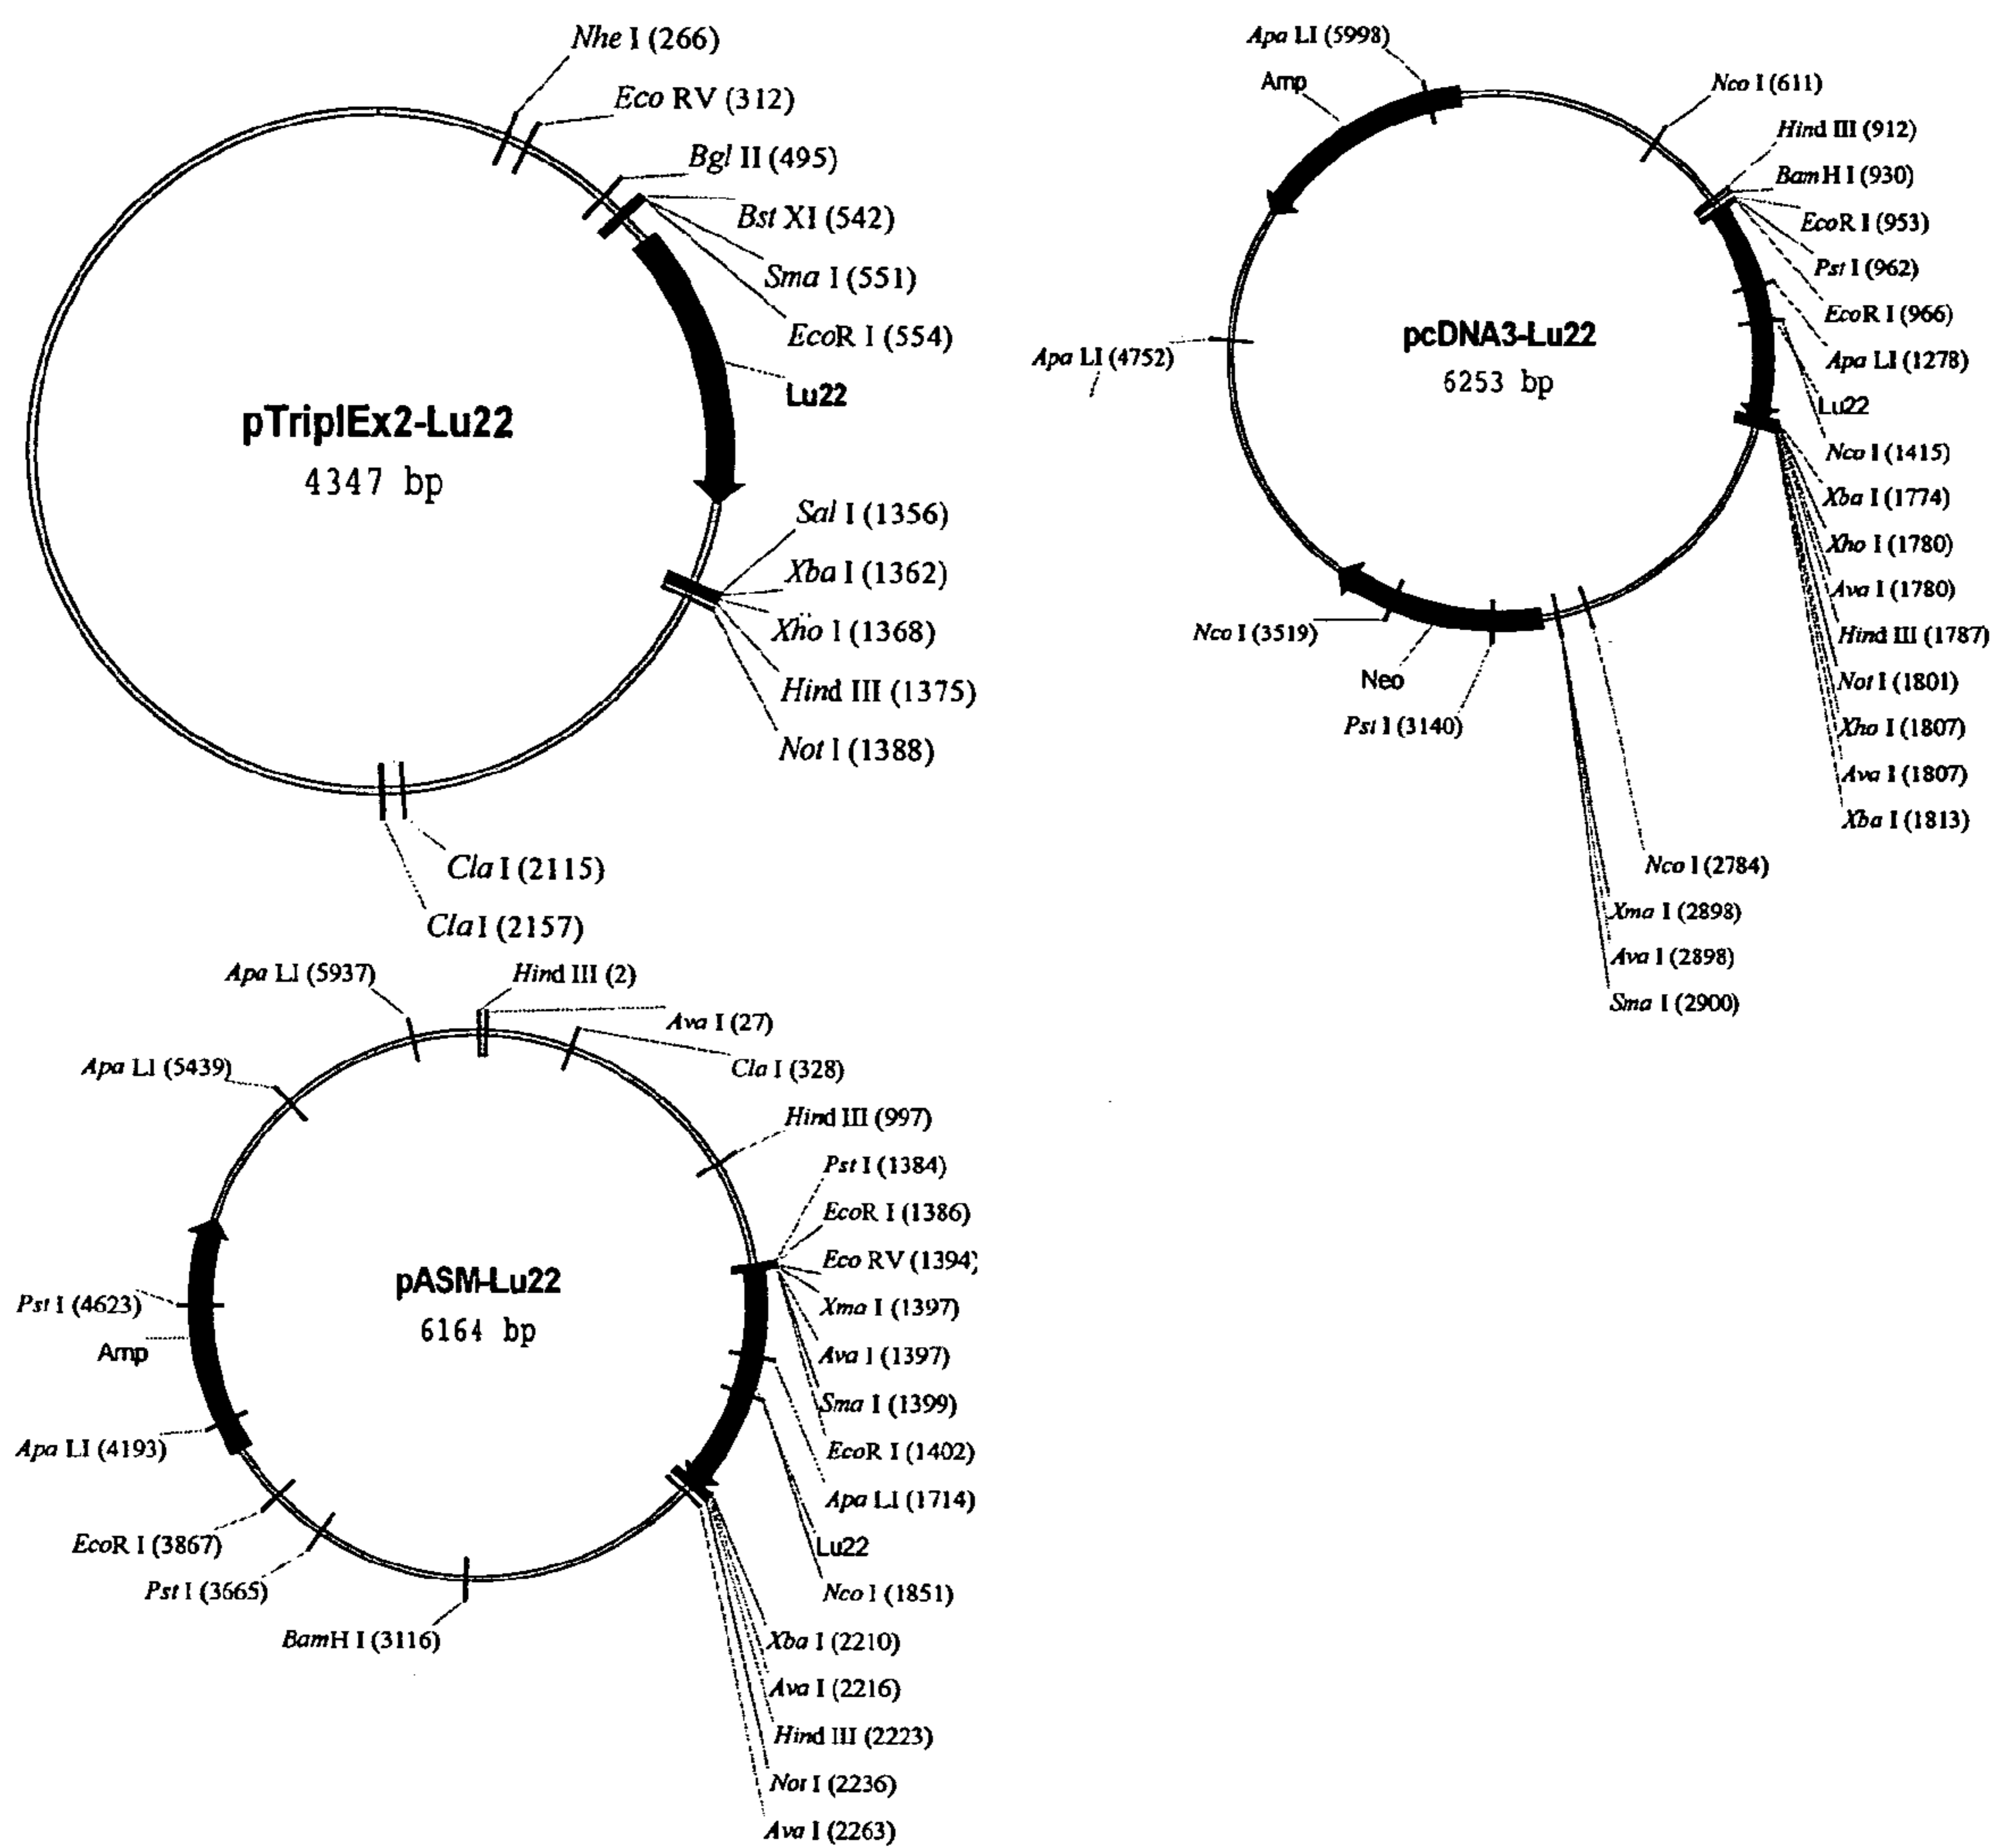 Nhe I (266)
Eco RV (312)
Bgl II (495)
Bst XI (542)
Sma I (551)
EcoR I (554)
Lu22
pTriplEx2-Lu22
4347 bp
Sal I (1356)
Xba I (1362)
Xho I (1368)
Hind III (1375)
Not I (1388)
Cla I (2115)
Cla I (2157)
Apa LI (5998)
Amp
Nco I (611)
Hind III (912)
BamH I (930)
EcoR I (953)
Pst I (962)
EcoR I (966)
Apa LI (1278)
Lu22
Nco I (1415)
Xba I (1774)
Xho I (1780)
Ava I (1780)
Hind III (1787)
Not I (1801)
Xho I (1807)
Ava I (1807)
Xba I (1813)
pcDNA3-Lu22
6253 bp
Apa LI (4752)
Nco I (3519)
Neo
Pst I (3140)
Nco I (2784)
Xma I (2898)
Ava I (2898)
Sma I (2900)
Apa LI (5937)
Hind III (2)
Ava I (27)
Cla I (328)
Apa LI (5439)
Hind III (997)
Pst I (1384)
EcoR I (1386)
Eco RV (1394)
Xma I (1397)
Ava I (1397)
Sma I (1399)
EcoR I (1402)
Apa LI (1714)
Lu22
Nco I (1851)
pASM-Lu22
6164 bp
Pst I (4623)
Amp
Apa LI (4193)
EcoR I (3867)
Pst I (3665)
BamH I (3116)
Xba I (2210)
Ava I (2216)
Hind III (2223)
Not I (2236)
Ava I (2263)